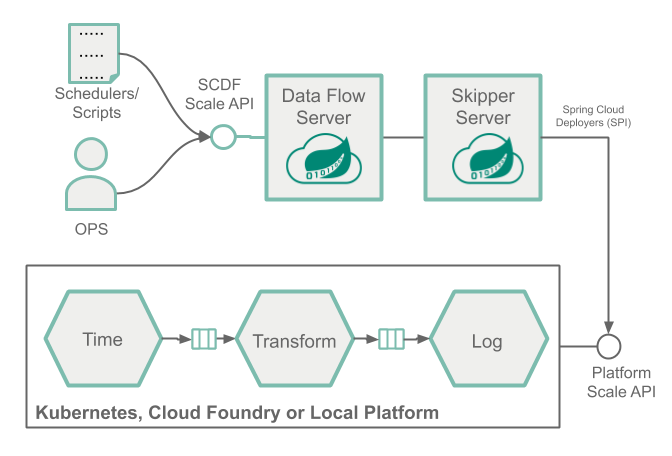 Schedulers/
Scripts
OPS
SCDF
Scale API
Data Flow
Server
Skipper
Server
Spring Cloud
Deployers (SPI)
Time
Transform
Log
Kubernetes, Cloud Foundry or Local Platform
Platform
Scale API